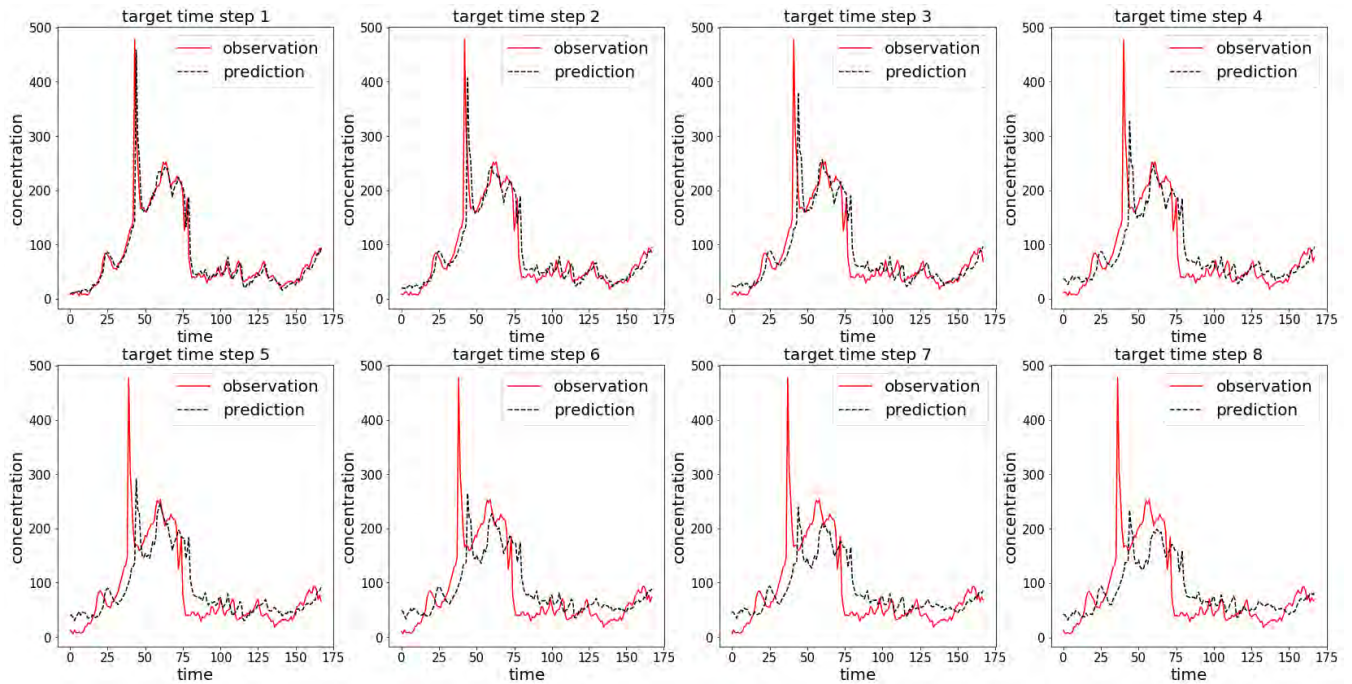 target time step 1
target time step 2
target time step 3
target time step 4
500
400
300
200
100
0
concentration
observation
prediction
0 25 50 75 100 125 150 175
time
500
400
300
200
100
0
concentration
observation
prediction
0 25 50 75 100 125 150 175
time
500
400
300
200
100
0
concentration
observation
prediction
0 25 50 75 100 125 150 175
time
500
400
300
200
100
0
concentration
observation
prediction
0 25 50 75 100 125 150 175
time
target time step 5
target time step 6
target time step 7
target time step 8
500
400
300
200
100
0
concentration
observation
prediction
0 25 50 75 100 125 150 175
time
500
400
300
200
100
0
concentration
observation
prediction
0 25 50 75 100 125 150 175
time
500
400
300
200
100
0
concentration
observation
prediction
0 25 50 75 100 125 150 175
time
500
400
300
200
100
0
concentration
observation
prediction
0 25 50 75 100 125 150 175
time